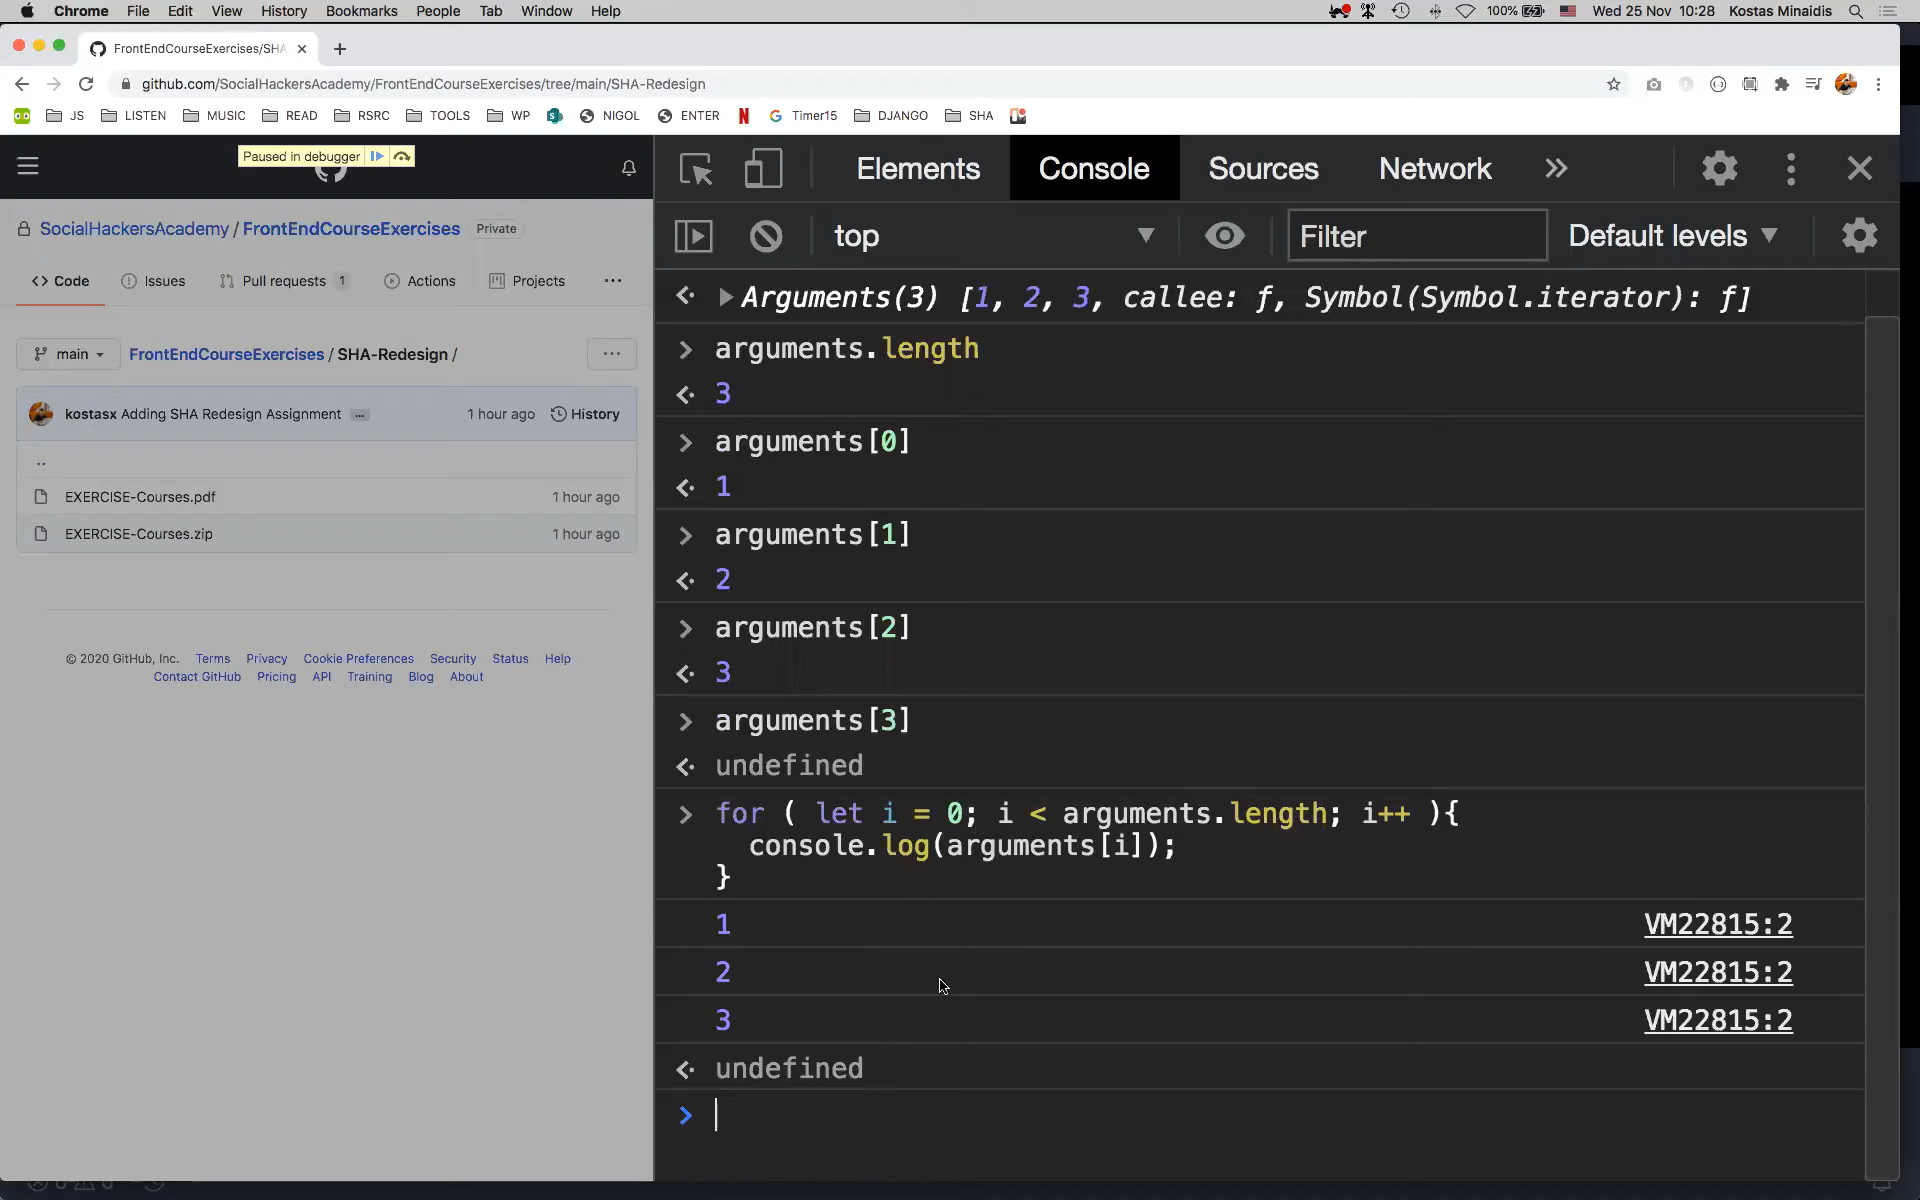 Chrome File Edit View History Bookmarks People Tab Window Help 100% Wed 25 Nov 10:28 Kostas Minaidis
FrontEndCourseExercises/SHA
github.com/SocialHackersAcademy/FrontEndCourseExercises/tree/main/SHA-Redesign
JS LISTEN MUSIC READ RSRC TOOLS WP NIGOL ENTER Timer15 DJANGO SHA
Paused in debugger
SocialHackersAcademy / FrontEndCourseExercises Private
<> Code Issues Pull requests 1 Actions Projects ...
main FrontEndCourseExercises / SHA-Redesign / ...
kostasx Adding SHA Redesign Assignment ... 1 hour ago History
..
EXERCISE-Courses.pdf 1 hour ago
EXERCISE-Courses.zip 1 hour ago
© 2020 GitHub, Inc. Terms Privacy Cookie Preferences Security Status Help
Contact GitHub Pricing API Training Blog About
Elements Console Sources Network »
top Filter Default levels
Arguments(3) [1, 2, 3, callee: ƒ, Symbol(Symbol.iterator): ƒ]
> arguments.length
3
> arguments[0]
1
> arguments[1]
2
> arguments[2]
3
> arguments[3]
undefined
> for ( let i = 0; i < arguments.length; i++ ){
console.log(arguments[i]);
}
1 VM22815:2
2 VM22815:2
3 VM22815:2
undefined
>